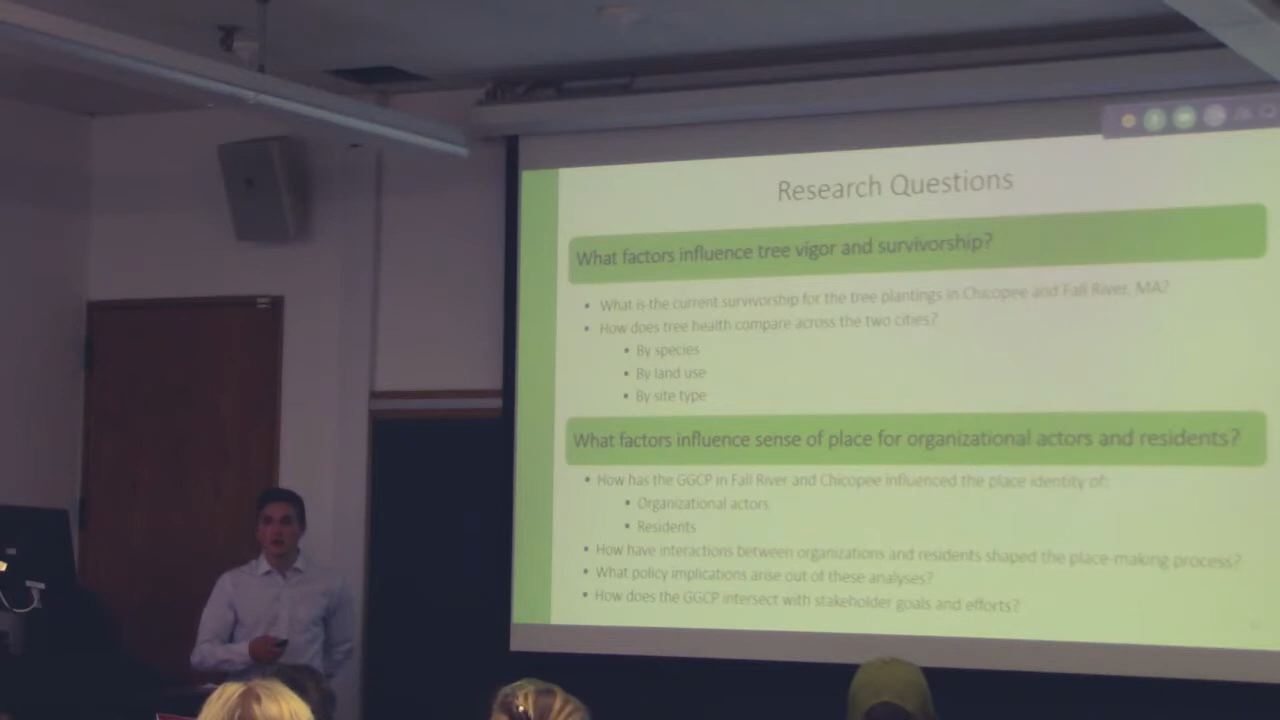 Research Questions
What factors influence tree vigor and survivorship?
• What is the current survivorship for the tree plantings in Chicopee and Fall River, MA?
• How does tree health compare across the two cities?
• By species
• By land use
• By site type
What factors influence sense of place for organizational actors and residents?
• How has the GGCP in Fall River and Chicopee influenced the place identity of:
• Organizational actors
• Residents
• How have interactions between organizations and residents shaped the place-making process?
• What policy implications arise out of these analyses?
• How does the GGCP intersect with stakeholder goals and efforts?